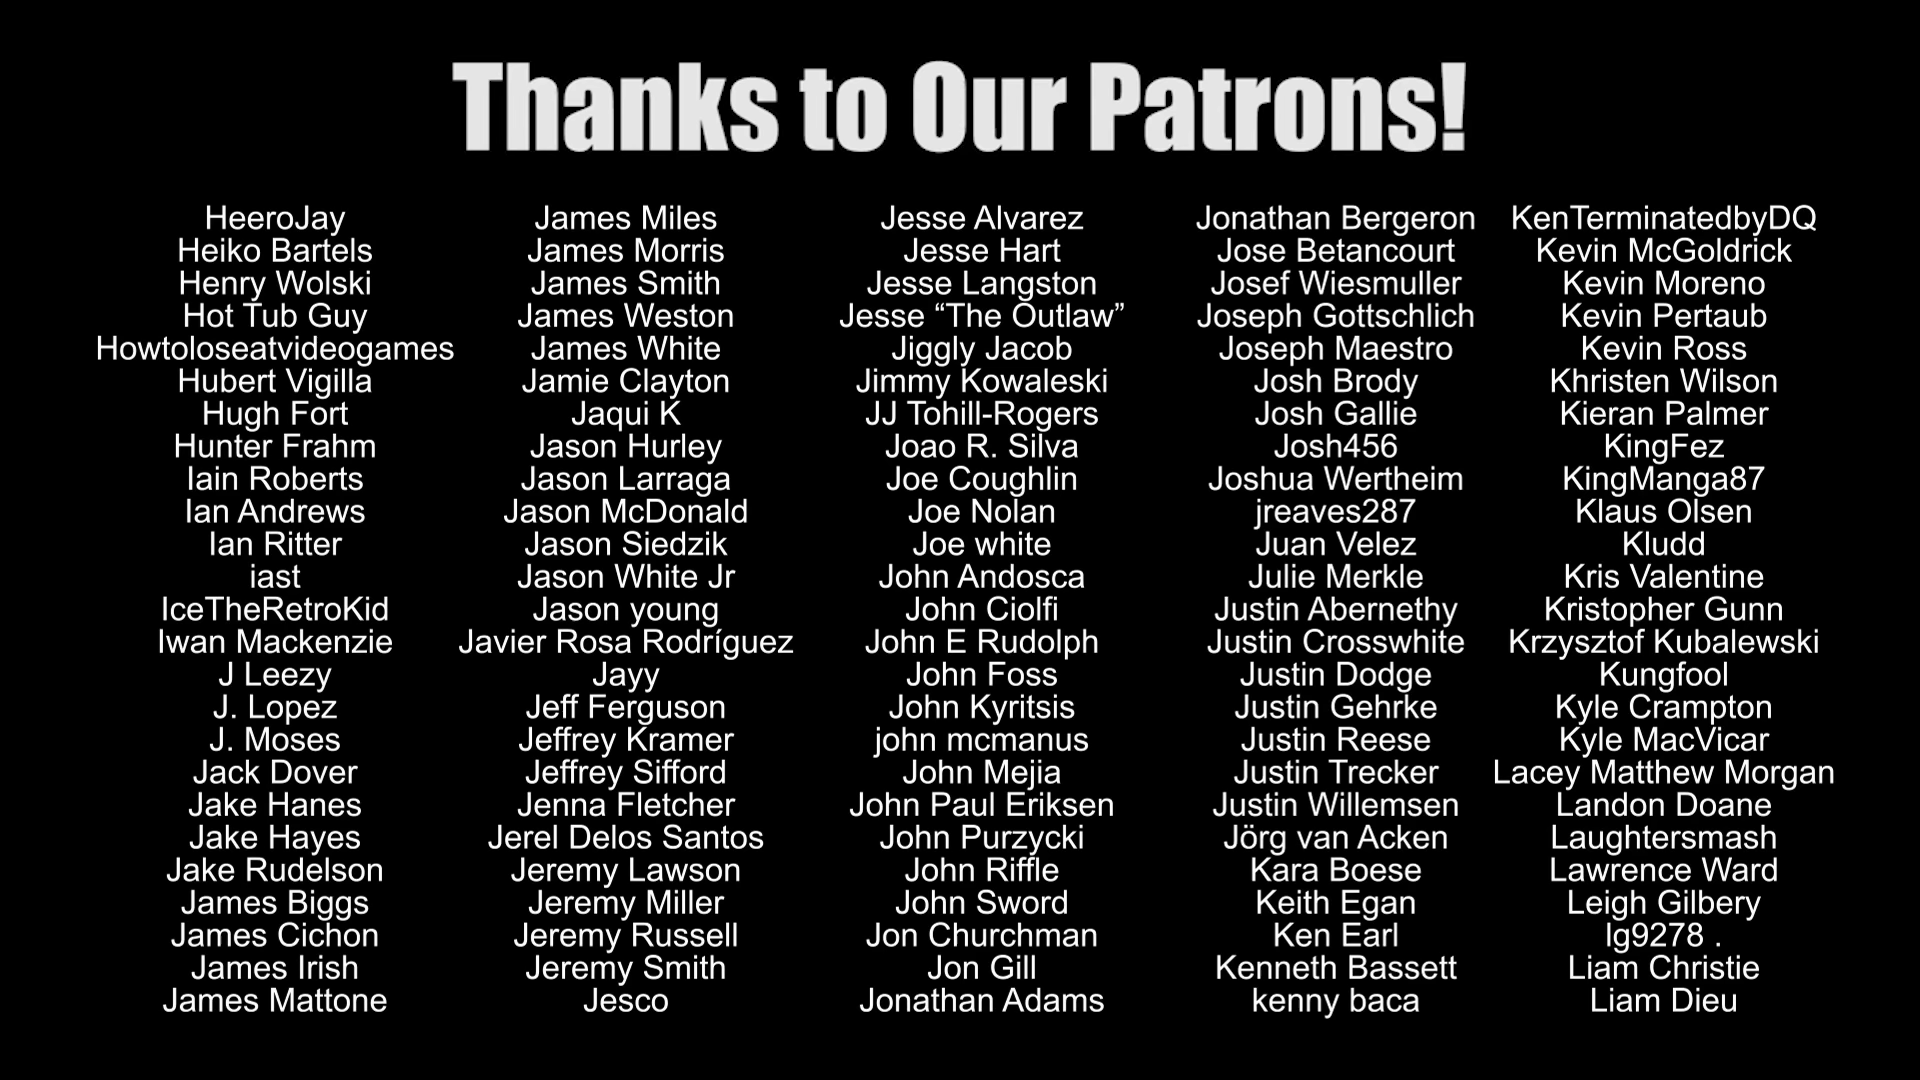 Thanks to Our Patrons!
HeeroJay
Heiko Bartels
Henry Wolski
Hot Tub Guy
Howtoloseatvideogames
Hubert Vigilla
Hugh Fort
Hunter Frahm
Iain Roberts
Ian Andrews
Ian Ritter
iast
IceTheRetroKid
Iwan Mackenzie
J Leezy
J. Lopez
J. Moses
Jack Dover
Jake Hanes
Jake Hayes
Jake Rudelson
James Biggs
James Cichon
James Irish
James Mattone
James Miles
James Morris
James Smith
James Weston
James White
Jamie Clayton
Jaqui K
Jason Hurley
Jason Larraga
Jason McDonald
Jason Siedzik
Jason White Jr
Jason young
Javier Rosa Rodríguez
Jayy
Jeff Ferguson
Jeffrey Kramer
Jeffrey Sifford
Jenna Fletcher
Jerel Delos Santos
Jeremy Lawson
Jeremy Miller
Jeremy Russell
Jeremy Smith
Jesco
Jesse Alvarez
Jesse Hart
Jesse Langston
Jesse “The Outlaw”
Jiggly Jacob
Jimmy Kowaleski
JJ Tohill-Rogers
Joao R. Silva
Joe Coughlin
Joe Nolan
Joe white
John Andosca
John Ciolfi
John E Rudolph
John Foss
John Kyritsis
john mcmanus
John Mejia
John Paul Eriksen
John Purzycki
John Riffle
John Sword
Jon Churchman
Jon Gill
Jonathan Adams
Jonathan Bergeron
Jose Betancourt
Josef Wiesmuller
Joseph Gottschlich
Joseph Maestro
Josh Brody
Josh Gallie
Josh456
Joshua Wertheim
jreaves287
Juan Velez
Julie Merkle
Justin Abernethy
Justin Crosswhite
Justin Dodge
Justin Gehrke
Justin Reese
Justin Trecker
Justin Willemsen
Jörg van Acken
Kara Boese
Keith Egan
Ken Earl
Kenneth Bassett
kenny baca
KenTerminatedbyDQ
Kevin McGoldrick
Kevin Moreno
Kevin Pertaub
Kevin Ross
Khristen Wilson
Kieran Palmer
KingFez
KingManga87
Klaus Olsen
Kludd
Kris Valentine
Kristopher Gunn
Krzysztof Kubalewski
Kungfool
Kyle Crampton
Kyle MacVicar
Lacey Matthew Morgan
Landon Doane
Laughtersmash
Lawrence Ward
Leigh Gilbery
lg9278 .
Liam Christie
Liam Dieu